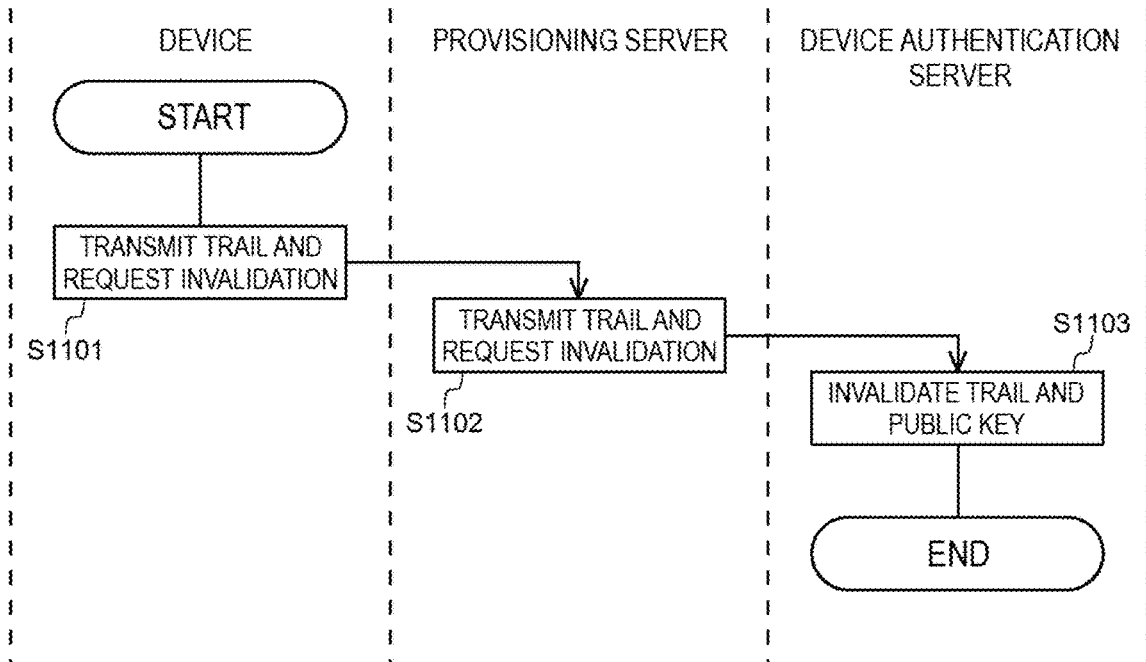 DEVICE
PROVISIONING SERVER
DEVICE AUTHENTICATION
SERVER
START
TRANSMIT TRAIL AND
REQUEST INVALIDATION
S1101
TRANSMIT TRAIL AND
REQUEST INVALIDATION
S1102
S1103
INVALIDATE TRAIL AND
PUBLIC KEY
END